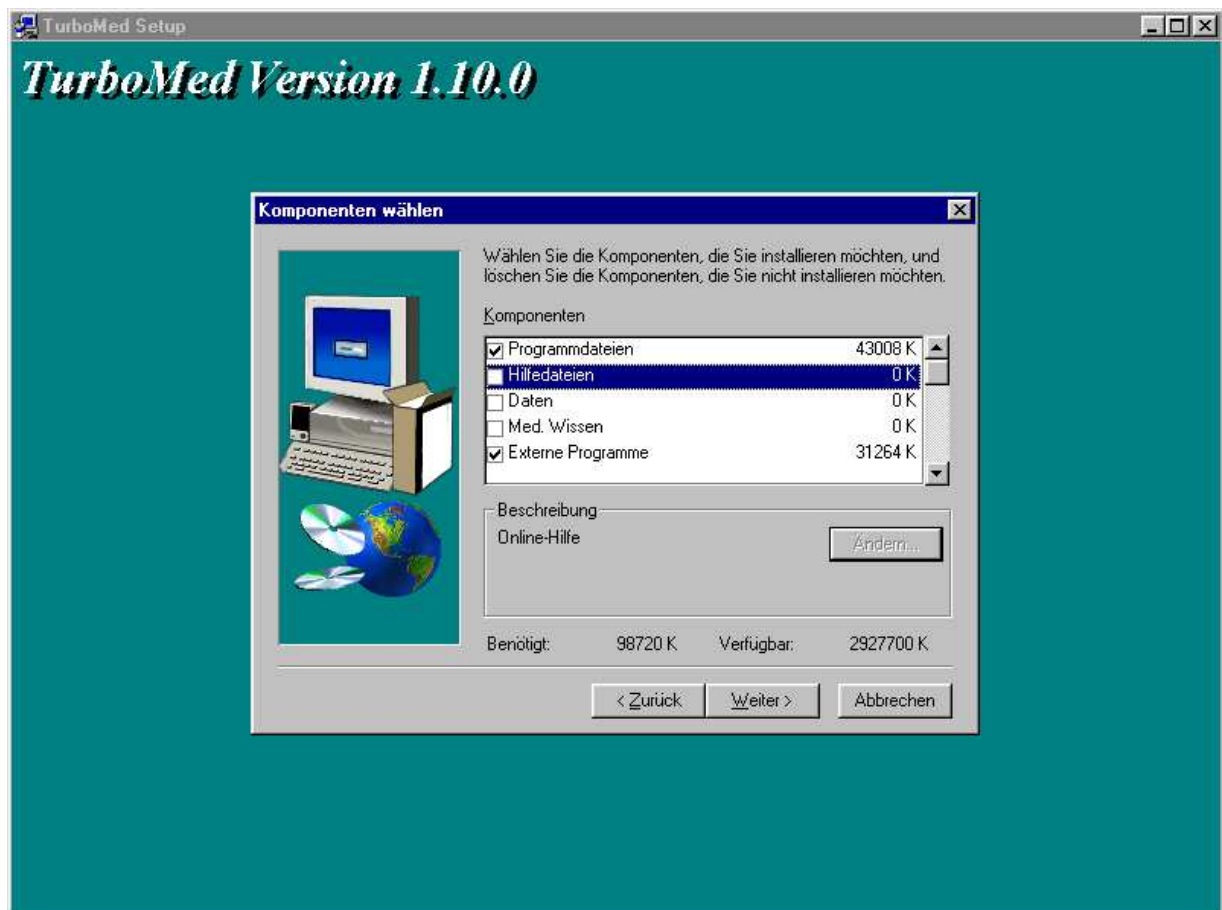 TurboMed Setup
TurboMed Version 1.10.0
Komponenten wählen
Wählen Sie die Komponenten, die Sie installieren möchten, und
löschen Sie die Komponenten, die Sie nicht installieren möchten.
Komponenten
Programmdateien 43008 K
Hilfedateien 0 K
Daten 0 K
Med. Wissen 0 K
Externe Programme 31264 K
Beschreibung
Online-Hilfe
Ändern...
Benötigt: 98720 K Verfügbar: 2927700 K
< Zurück Weiter > Abbrechen